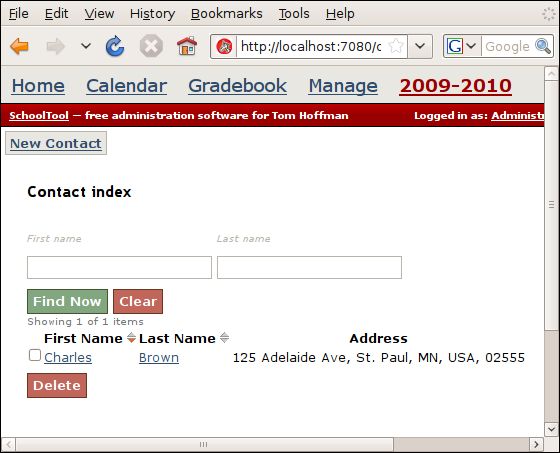 File Edit View History Bookmarks Tools Help
http://localhost:7080/c
G Google
Home Calendar Gradebook Manage 2009-2010
SchoolTool — free administration software for Tom Hoffman Logged in as: Administr
New Contact
Contact index
First name Last name
Find Now Clear
Showing 1 of 1 items
First Name Last Name Address
Charles Brown 125 Adelaide Ave, St. Paul, MN, USA, 02555
Delete